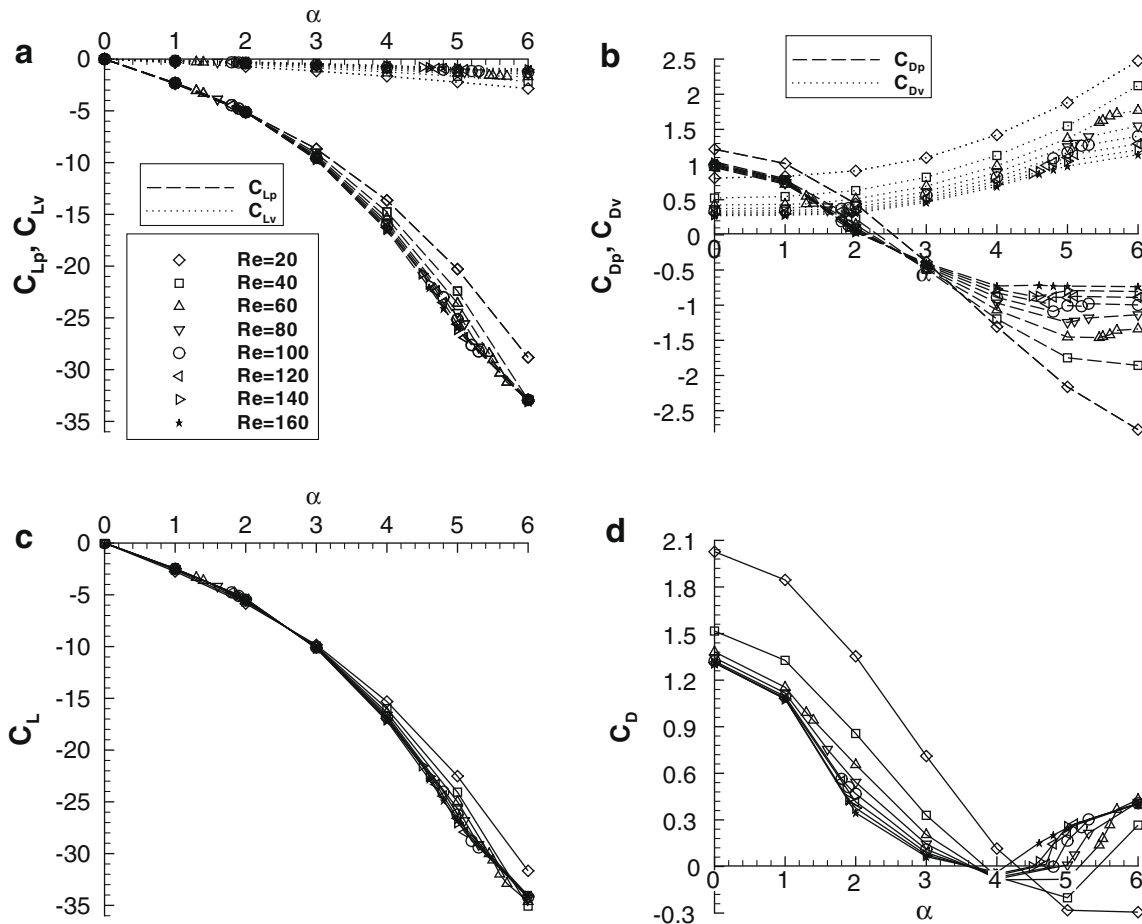 a
α
0 1 2 3 4 5 6
0
-5
-10
-15
-20
-25
-30
-35
C_Lp, C_Lv
C_Lp
C_Lv
Re=20
Re=40
Re=60
Re=80
Re=100
Re=120
Re=140
Re=160
b
C_Dp
C_Dv
2.5
2
1.5
1
0.5
0
-0.5
-1
-1.5
-2
-2.5
C_Dp, C_Dv
0 1 2 3 4 5 6
α
c
α
0 1 2 3 4 5 6
0
-5
-10
-15
-20
-25
-30
-35
C_L
d
2.1
1.8
1.5
1.2
0.9
0.6
0.3
0
-0.3
C_D
0 1 2 3 4 5 6
α